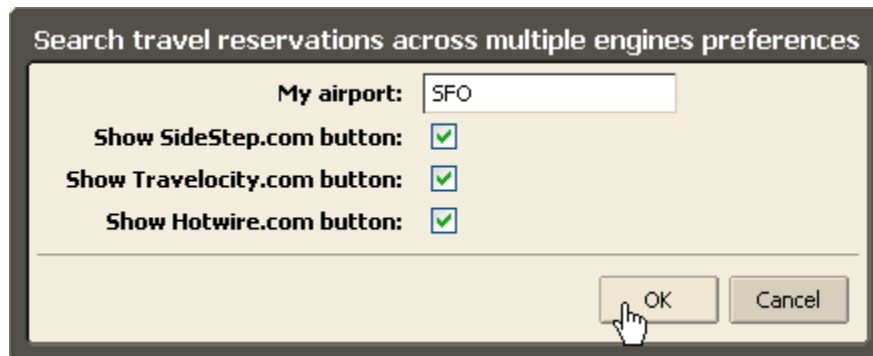 Search travel reservations across multiple engines preferences
My airport: SFO
Show SideStep.com button:
Show Travelocity.com button:
Show Hotwire.com button:
OK Cancel